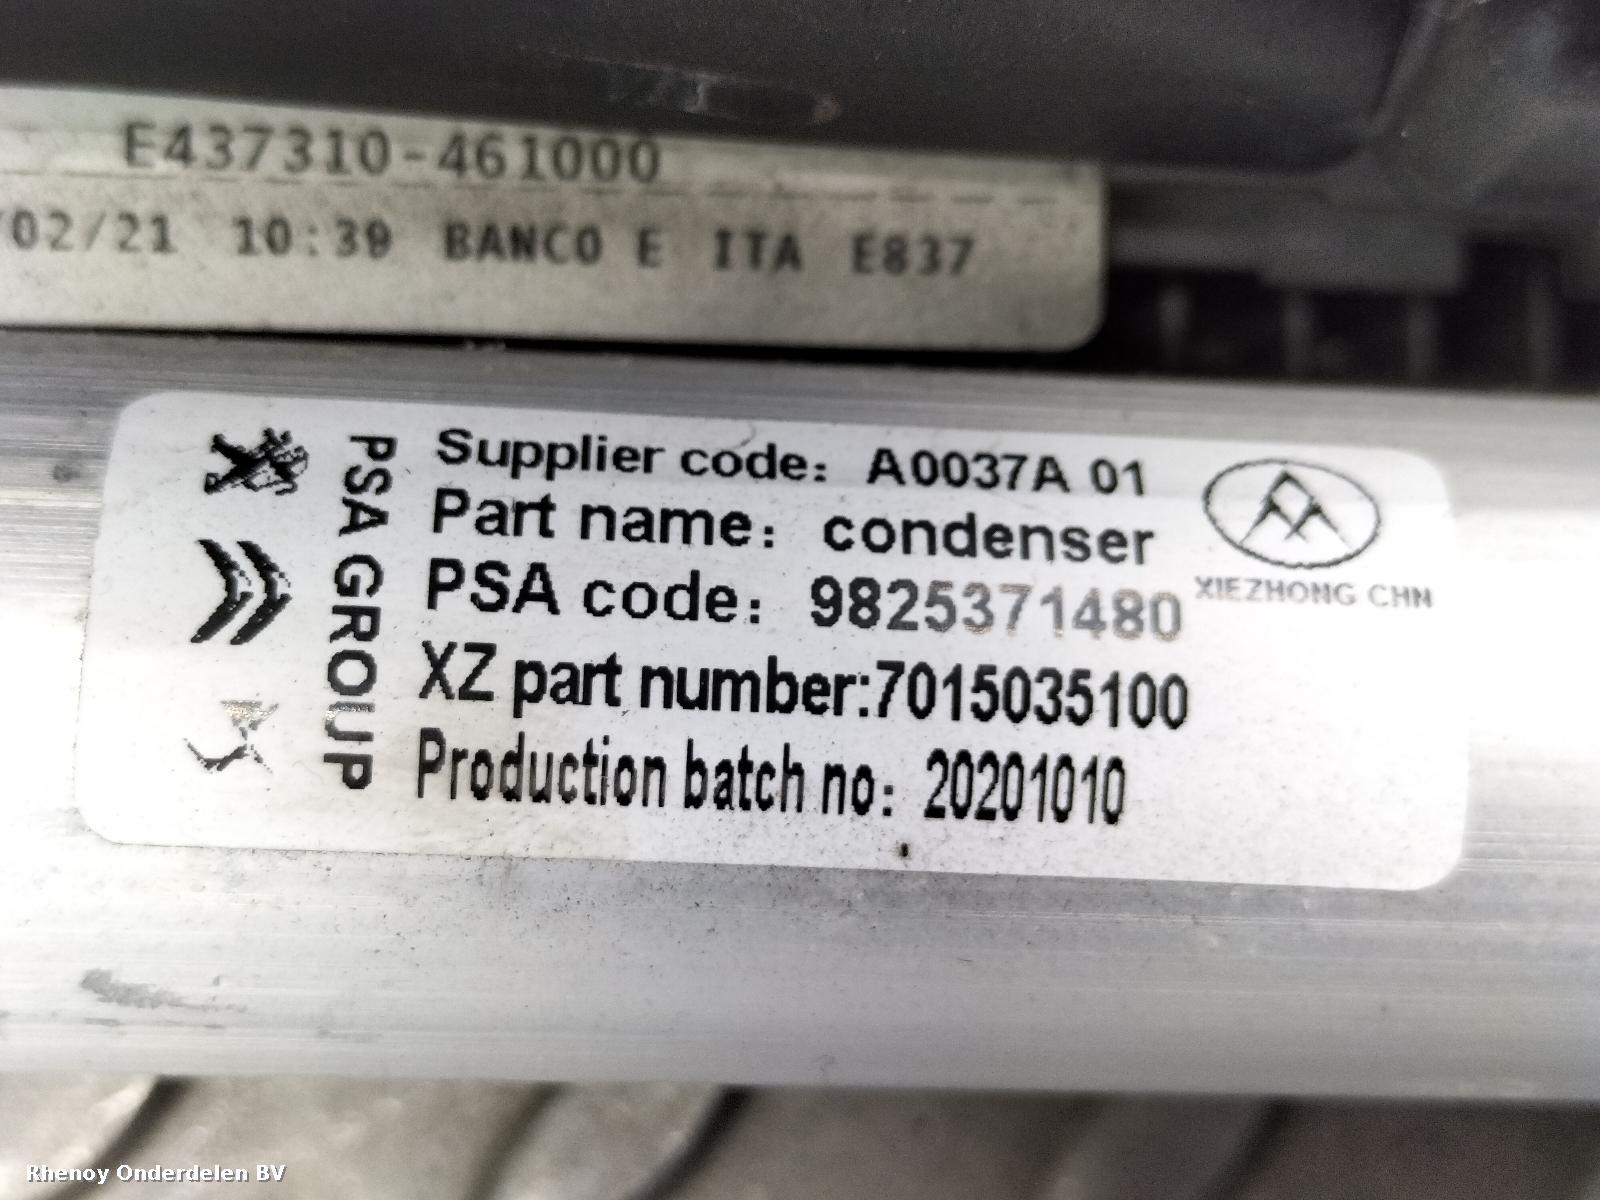 E437310-461000
/02/21 10:39 BANCO E ITA E837
PSA GROUP
Supplier code: A0037A 01
Part name: condenser
PSA code: 9825371480
XZ part number:7015035100
Production batch no: 20201010
XIEZHONG CHN
Rhenoy Onderdelen BV